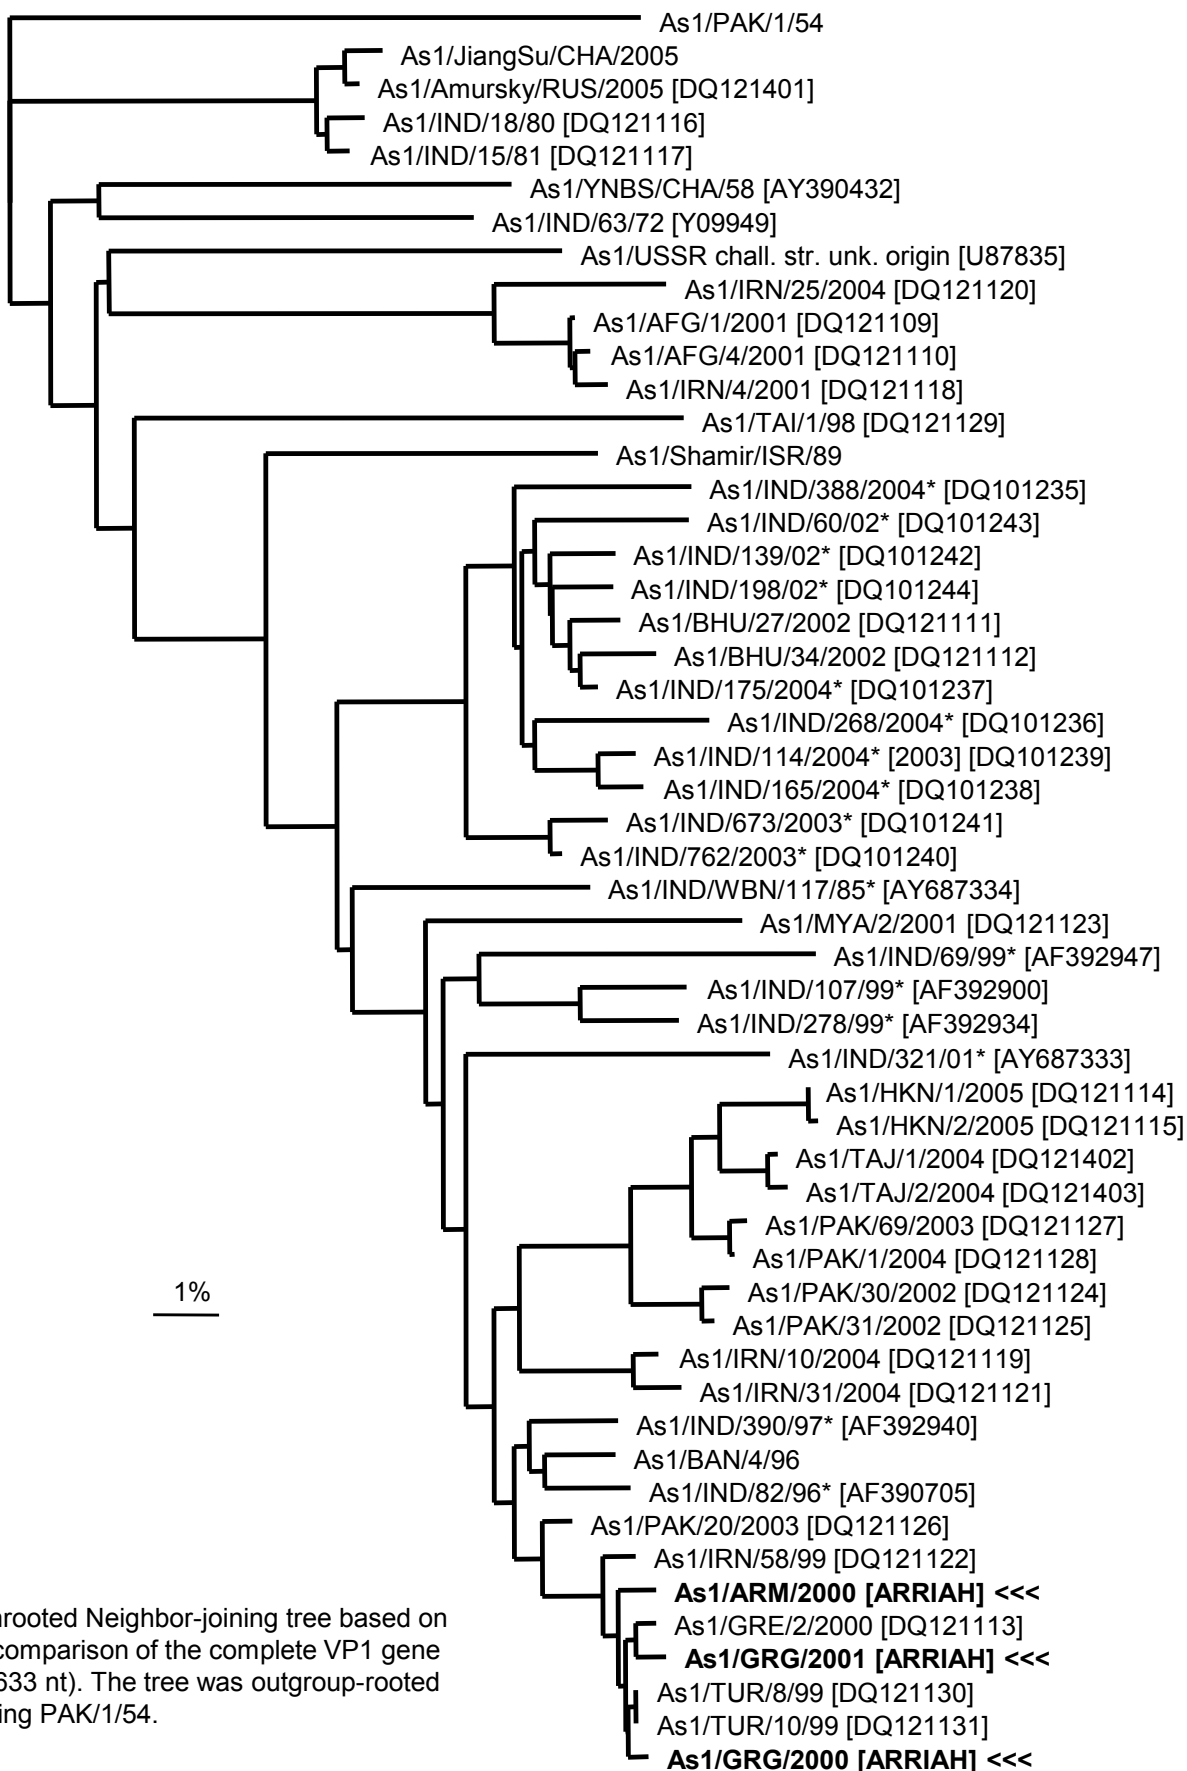 As1/PAK/1/54
As1/JiangSu/CHA/2005
As1/Amursky/RUS/2005 [DQ121401]
As1/IND/18/80 [DQ121116]
As1/IND/15/81 [DQ121117]
As1/YNBS/CHA/58 [AY390432]
As1/IND/63/72 [Y09949]
As1/USSR chall. str. unk. origin [U87835]
As1/IRN/25/2004 [DQ121120]
As1/AFG/1/2001 [DQ121109]
As1/AFG/4/2001 [DQ121110]
As1/IRN/4/2001 [DQ121118]
As1/TAI/1/98 [DQ121129]
As1/Shamir/ISR/89
As1/IND/388/2004* [DQ101235]
As1/IND/60/02* [DQ101243]
As1/IND/139/02* [DQ101242]
As1/IND/198/02* [DQ101244]
As1/BHU/27/2002 [DQ121111]
As1/BHU/34/2002 [DQ121112]
As1/IND/175/2004* [DQ101237]
As1/IND/268/2004* [DQ101236]
As1/IND/114/2004* [2003] [DQ101239]
As1/IND/165/2004* [DQ101238]
As1/IND/673/2003* [DQ101241]
As1/IND/762/2003* [DQ101240]
As1/IND/WBN/117/85* [AY687334]
As1/MYA/2/2001 [DQ121123]
As1/IND/69/99* [AF392947]
As1/IND/107/99* [AF392900]
As1/IND/278/99* [AF392934]
As1/IND/321/01* [AY687333]
As1/HKN/1/2005 [DQ121114]
As1/HKN/2/2005 [DQ121115]
As1/TAJ/1/2004 [DQ121402]
As1/TAJ/2/2004 [DQ121403]
As1/PAK/69/2003 [DQ121127]
As1/PAK/1/2004 [DQ121128]
As1/PAK/30/2002 [DQ121124]
As1/PAK/31/2002 [DQ121125]
As1/IRN/10/2004 [DQ121119]
As1/IRN/31/2004 [DQ121121]
As1/IND/390/97* [AF392940]
As1/BAN/4/96
As1/IND/82/96* [AF390705]
As1/PAK/20/2003 [DQ121126]
As1/IRN/58/99 [DQ121122]
As1/ARM/2000 [ARRIAH] <<<
As1/GRE/2/2000 [DQ121113]
As1/GRG/2001 [ARRIAH] <<<
As1/TUR/8/99 [DQ121130]
As1/TUR/10/99 [DQ121131]
As1/GRG/2000 [ARRIAH] <<<
1%
rooted Neighbor-joining tree based on
comparison of the complete VP1 gene
633 nt). The tree was outgroup-rooted
ing PAK/1/54.